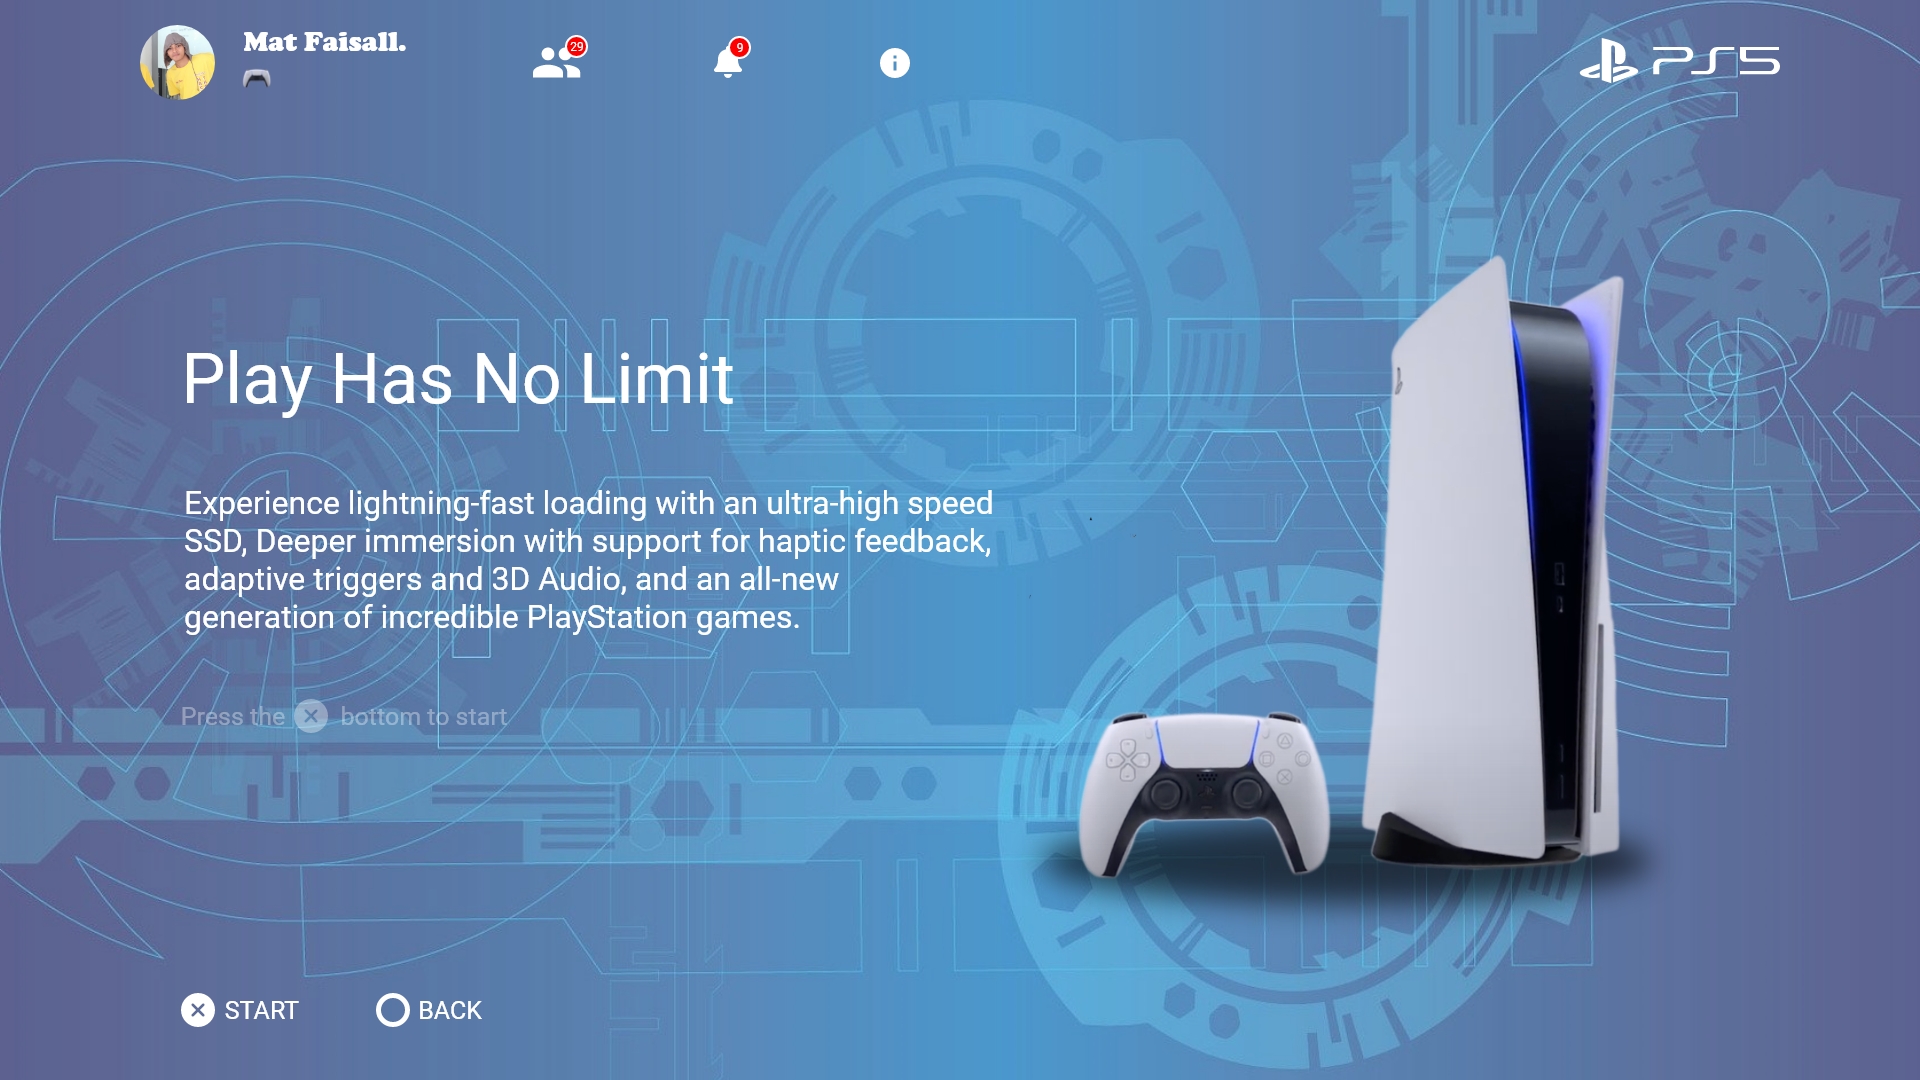 Mat Faisall.
29
9
PS5
Play Has No Limit
Experience lightning-fast loading with an ultra-high speed
SSD, Deeper immersion with support for haptic feedback,
adaptive triggers and 3D Audio, and an all-new
generation of incredible PlayStation games.
Press the bottom to start
START
BACK